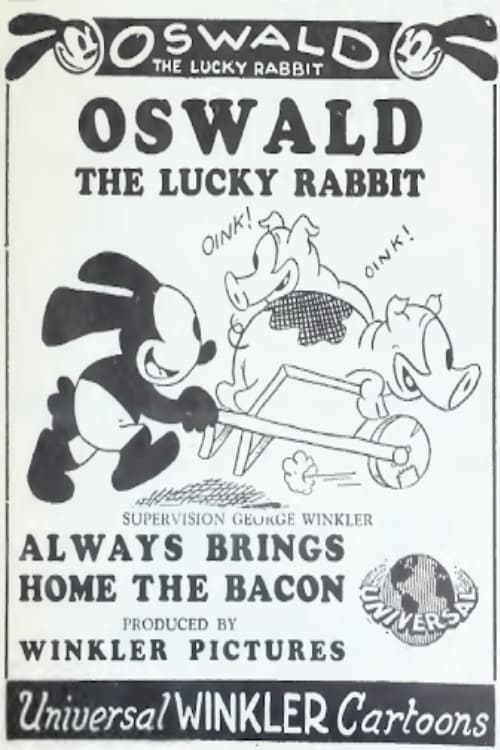 OSWALD
THE LUCKY RABBIT
OSWALD
THE LUCKY RABBIT
OINK!
OINK!
SUPERVISION GEORGE WINKLER
ALWAYS BRINGS
HOME THE BACON
UNIVERSAL
PRODUCED BY
WINKLER PICTURES
Universal WINKLER Cartoons